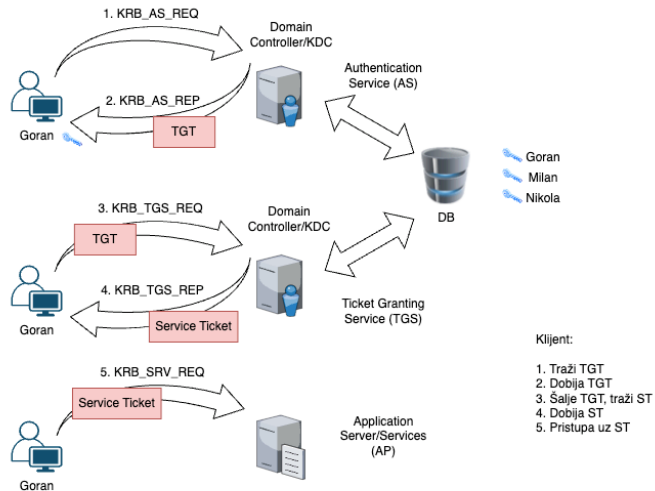 1. KRB_AS_REQ
Domain
Controller/KDC
Authentication
Service (AS)
2. KRB_AS_REP
TGT
Goran
Goran
Milan
Nikola
DB
3. KRB_TGS_REQ
Domain
Controller/KDC
TGT
4. KRB_TGS_REP
Service Ticket
Goran
Ticket Granting
Service (TGS)
5. KRB_SRV_REQ
Service Ticket
Goran
Application
Server/Services
(AP)
Klijent:
1. Traži TGT
2. Dobija TGT
3. Šalje TGT, traži ST
4. Dobija ST
5. Pristupa uz ST